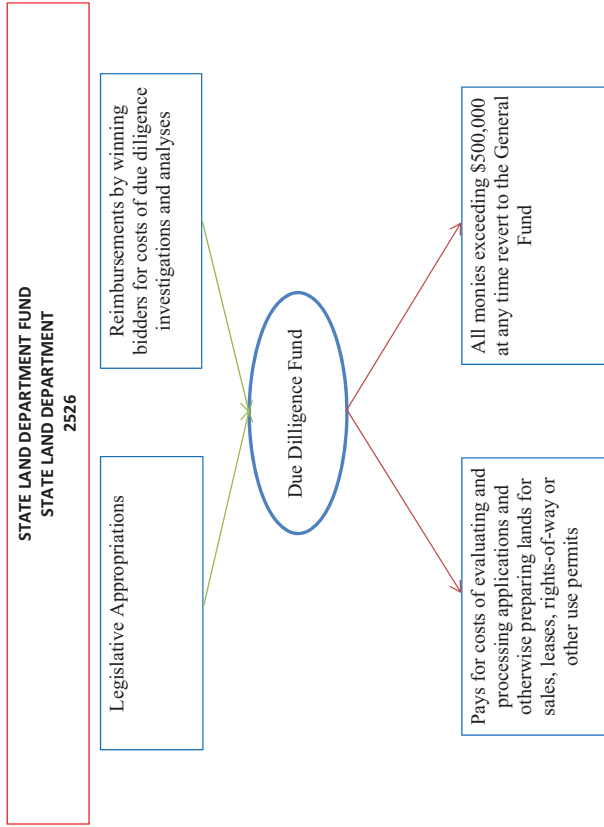 STATE LAND DEPARTMENT FUND
STATE LAND DEPARTMENT
2526
Legislative Appropriations
Reimbursements by winning
bidders for costs of due diligence
investigations and analyses
Due Dilligence Fund
Pays for costs of evaluating and
processing applications and
otherwise preparing lands for
sales, leases, rights-of-way or
other use permits
All monies exceeding $500,000
at any time revert to the General
Fund